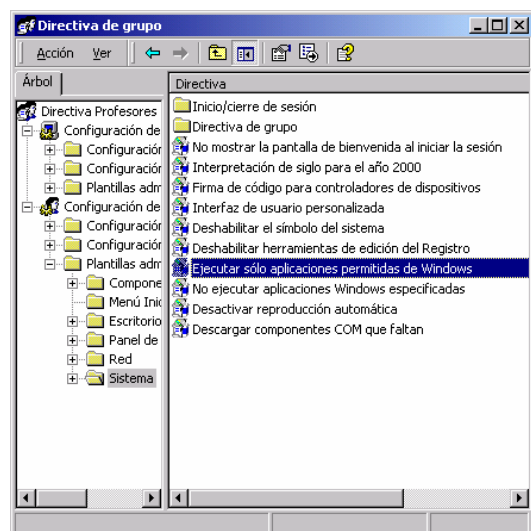 Directiva de grupo
Acción Ver
Árbol
Directiva Profesores
Configuración de
Configuración
Configuración
Plantillas adm
Configuración de
Configuración
Configuración
Plantillas adm
Compone
Menú Inic
Escritorio
Panel de
Red
Sistema
Directiva
Inicio/cierre de sesión
Directiva de grupo
No mostrar la pantalla de bienvenida al iniciar la sesión
Interpretación de siglo para el año 2000
Firma de código para controladores de dispositivos
Interfaz de usuario personalizada
Deshabilitar el símbolo del sistema
Deshabilitar herramientas de edición del Registro
Ejecutar sólo aplicaciones permitidas de Windows
No ejecutar aplicaciones Windows especificadas
Desactivar reproducción automática
Descargar componentes COM que faltan